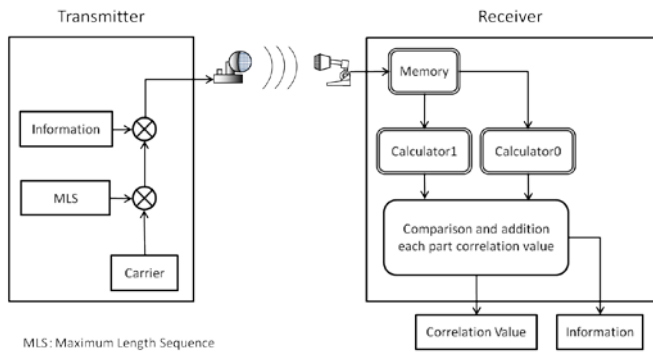 Transmitter
Receiver
Information
MLS
Carrier
MLS: Maximum Length Sequence
Memory
Calculator1
Calculator0
Comparison and addition
each part correlation value
Correlation Value
Information